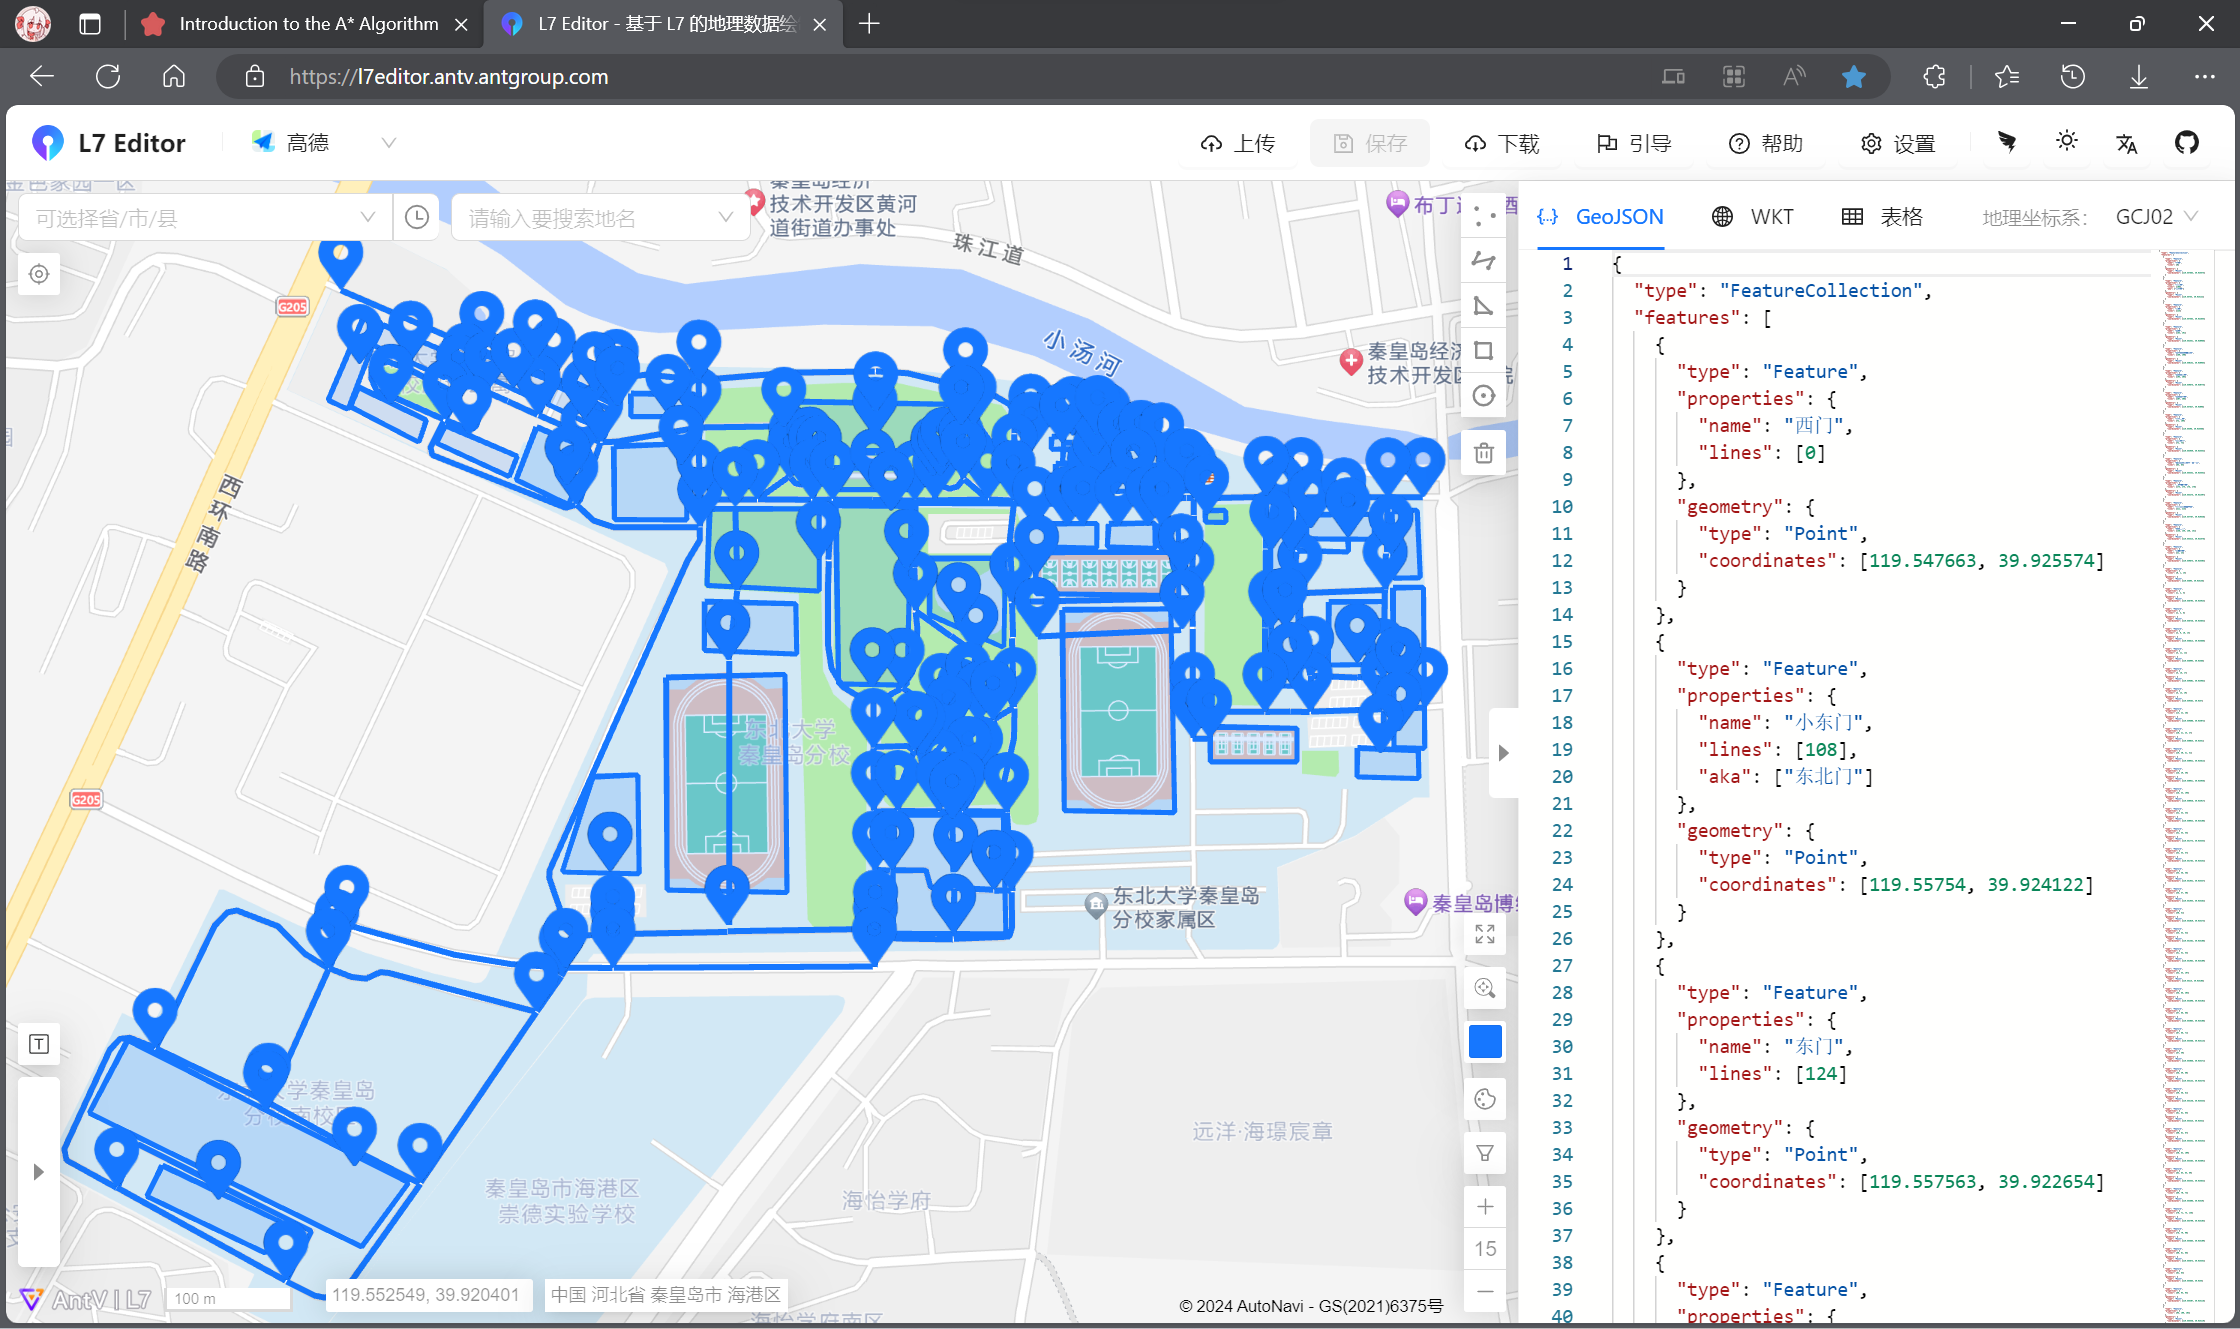 Introduction to the A* Algorithm
L7 Editor - 基于 L7 的地理数据绘
https://l7editor.antv.antgroup.com
L7 Editor
高德
上传
保存
下载
引导
帮助
设置
可选择省/市/县
请输入要搜索地名
秦皇岛经济
技术开发区黄河
道街道办事处
珠江道
小汤河
G205
西环南路
G205
秦皇岛经济
技术开发区
院
东北大学
秦皇岛分校
东北大学秦皇岛
分校家属区
学秦皇岛
分校南校区
秦皇岛市海港区
崇德实验学校
海怡学府
远洋·海璟宸章
海怡学府南区
AntV | L7
100 m
119.552549, 39.920401
中国 河北省 秦皇岛市 海港区
© 2024 AutoNavi - GS(2021)6375号
15
GeoJSON
WKT
表格
地理坐标系：
GCJ02
1 {
2 "type": "FeatureCollection",
3 "features": [
4 {
5 "type": "Feature",
6 "properties": {
7 "name": "西门",
8 "lines": [0]
9 },
10 "geometry": {
11 "type": "Point",
12 "coordinates": [119.547663, 39.925574]
13 }
14 },
15 {
16 "type": "Feature",
17 "properties": {
18 "name": "小东门",
19 "lines": [108],
20 "aka": ["东北门"]
21 },
22 "geometry": {
23 "type": "Point",
24 "coordinates": [119.55754, 39.924122]
25 }
26 },
27 {
28 "type": "Feature",
29 "properties": {
30 "name": "东门",
31 "lines": [124]
32 },
33 "geometry": {
34 "type": "Point",
35 "coordinates": [119.557563, 39.922654]
36 }
37 },
38 {
39 "type": "Feature",
40 "properties": {